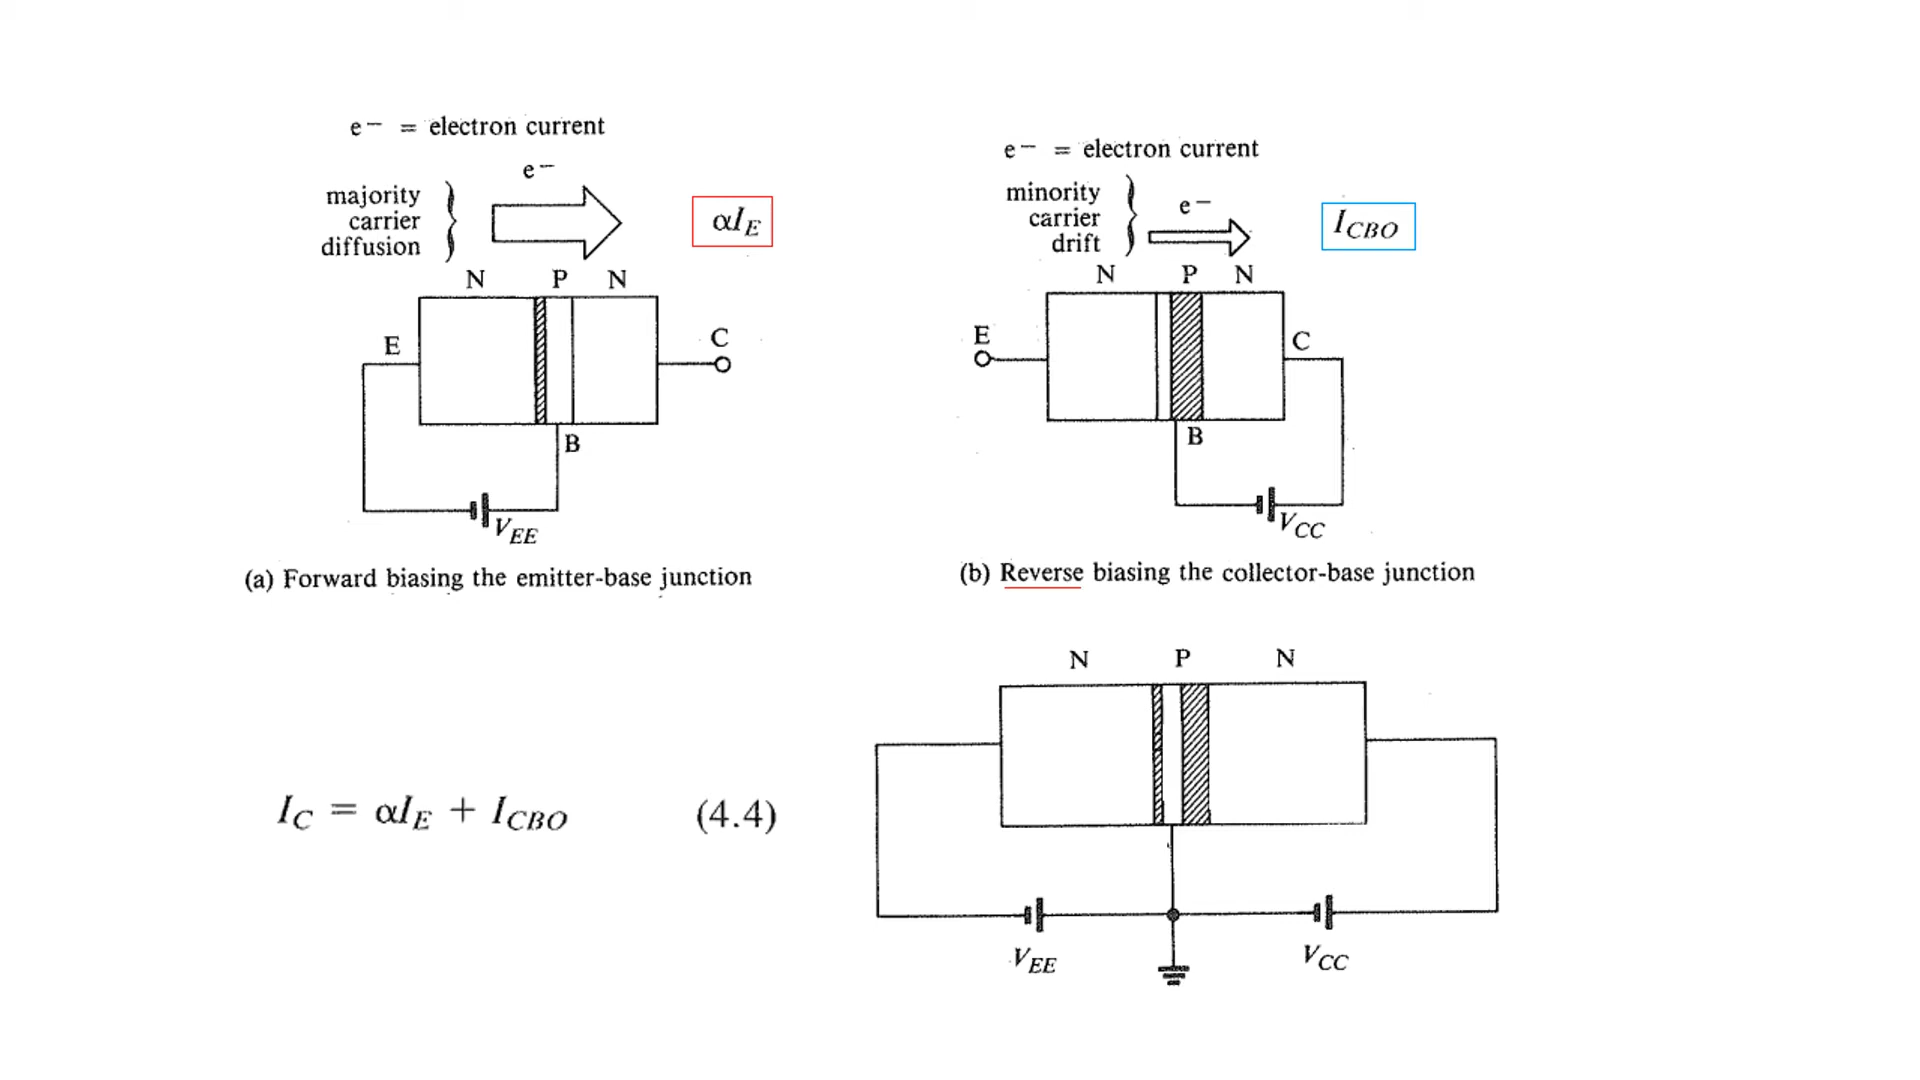 e− = electron current
e−
majority
carrier
diffusion
αI_E
N P N
E
C
B
V_EE
(a) Forward biasing the emitter-base junction
e− = electron current
minority
carrier
drift
e−
I_CBO
N P N
E
C
B
V_CC
(b) Reverse biasing the collector-base junction
I_C = αI_E + I_CBO (4.4)
N P N
V_EE
V_CC